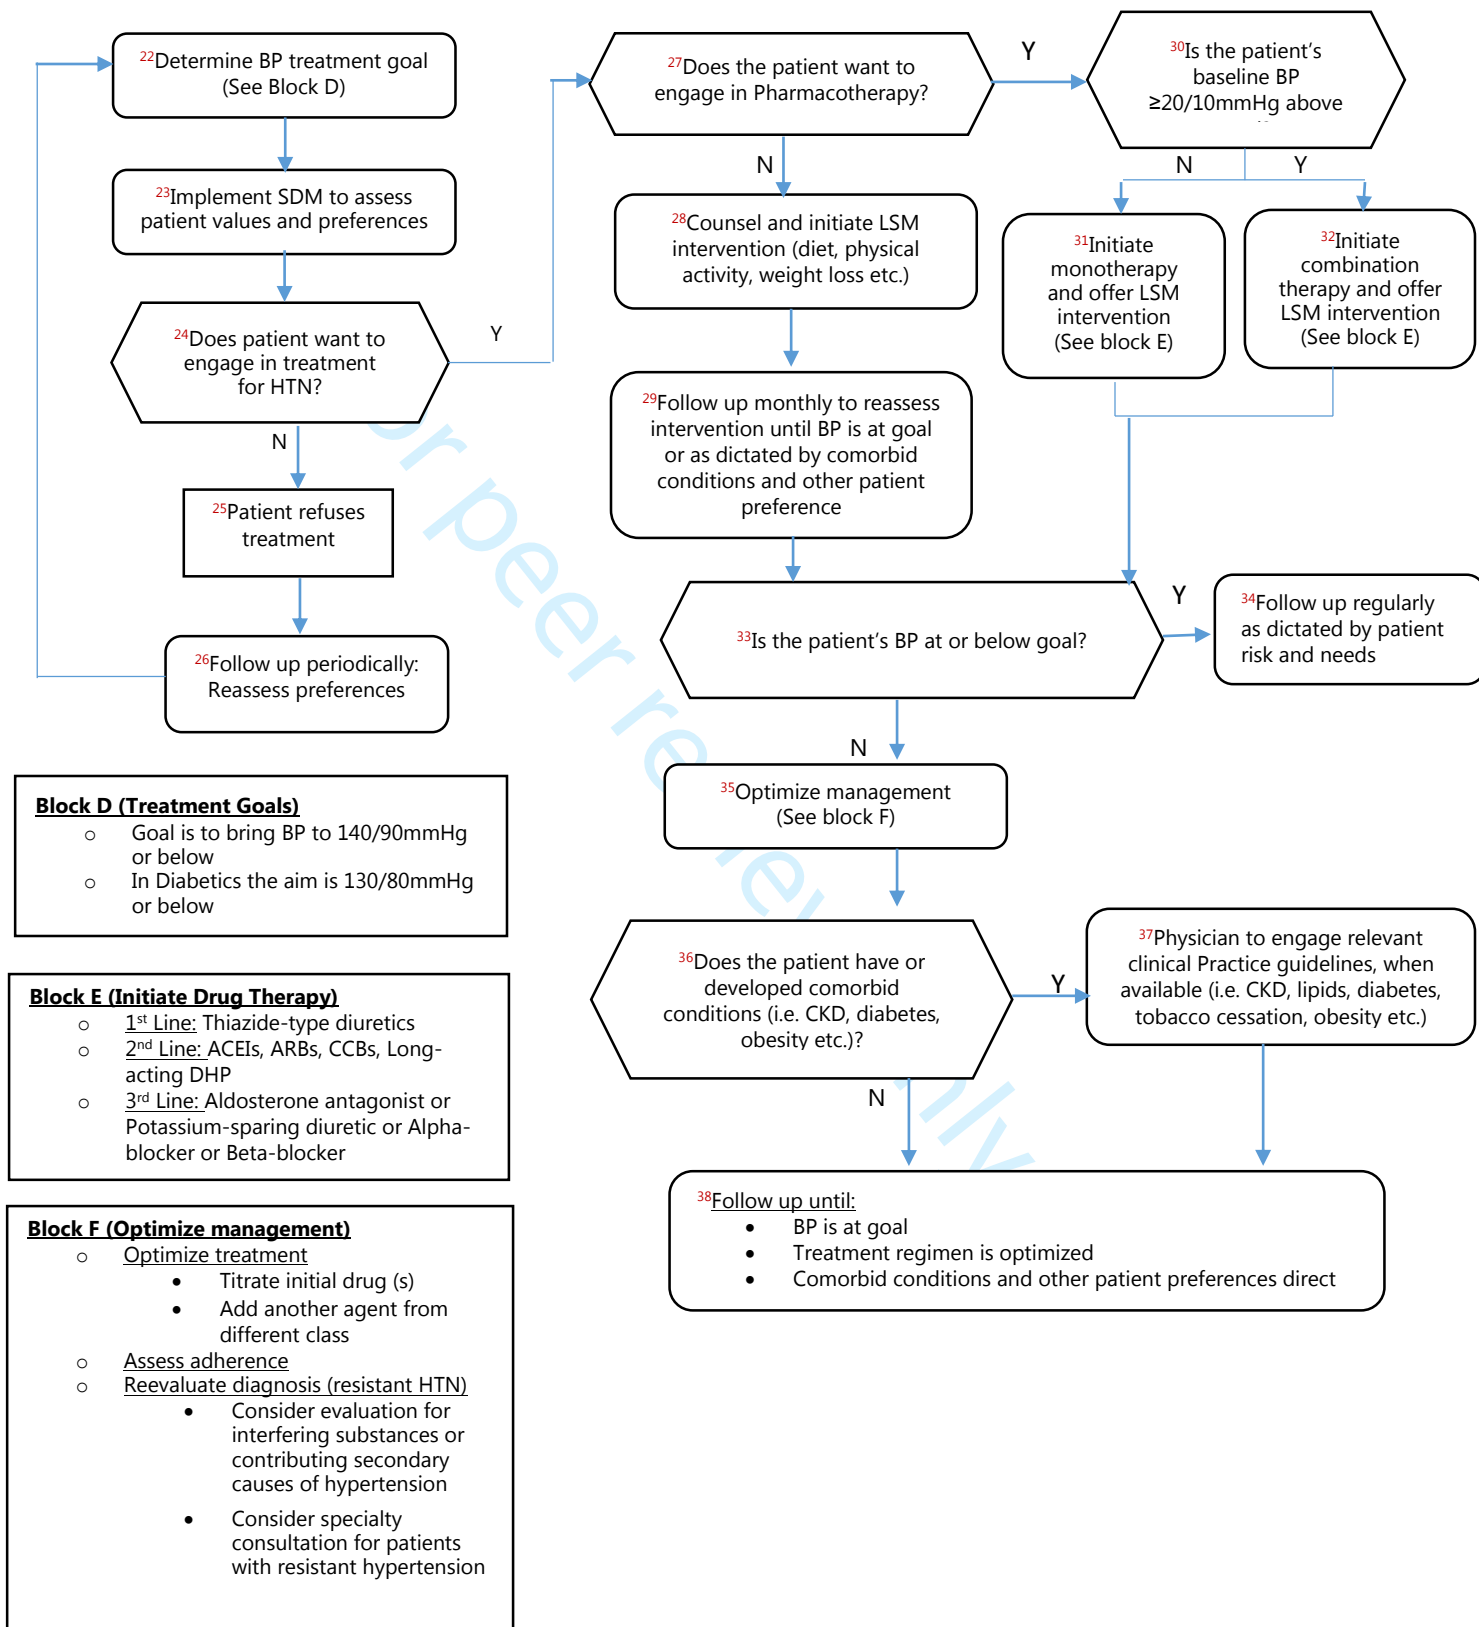 22Determine BP treatment goal
(See Block D)
23Implement SDM to assess
patient values and preferences
24Does patient want to
engage in treatment
for HTN?
Y
N
25Patient refuses
treatment
26Follow up periodically:
Reassess preferences
27Does the patient want to
engage in Pharmacotherapy?
Y
N
28Counsel and initiate LSM
intervention (diet, physical
activity, weight loss etc.)
29Follow up monthly to reassess
intervention until BP is at goal
or as dictated by comorbid
conditions and other patient
preference
30Is the patient's
baseline BP
≥20/10mmHg above
N
Y
31Initiate
monotherapy
and offer LSM
intervention
(See block E)
32Initiate
combination
therapy and offer
LSM intervention
(See block E)
33Is the patient's BP at or below goal?
Y
N
34Follow up regularly
as dictated by patient
risk and needs
35Optimize management
(See block F)
36Does the patient have or
developed comorbid
conditions (i.e. CKD, diabetes,
obesity etc.)?
Y
N
37Physician to engage relevant
clinical Practice guidelines, when
available (i.e. CKD, lipids, diabetes,
tobacco cessation, obesity etc.)
38Follow up until:
• BP is at goal
• Treatment regimen is optimized
• Comorbid conditions and other patient preferences direct
Block D (Treatment Goals)
o Goal is to bring BP to 140/90mmHg
or below
o In Diabetics the aim is 130/80mmHg
or below
Block E (Initiate Drug Therapy)
o 1st Line: Thiazide-type diuretics
o 2nd Line: ACEIs, ARBs, CCBs, Long-
acting DHP
o 3rd Line: Aldosterone antagonist or
Potassium-sparing diuretic or Alpha-
blocker or Beta-blocker
Block F (Optimize management)
o Optimize treatment
• Titrate initial drug (s)
• Add another agent from
different class
o Assess adherence
o Reevaluate diagnosis (resistant HTN)
• Consider evaluation for
interfering substances or
contributing secondary
causes of hypertension
• Consider specialty
consultation for patients
with resistant hypertension